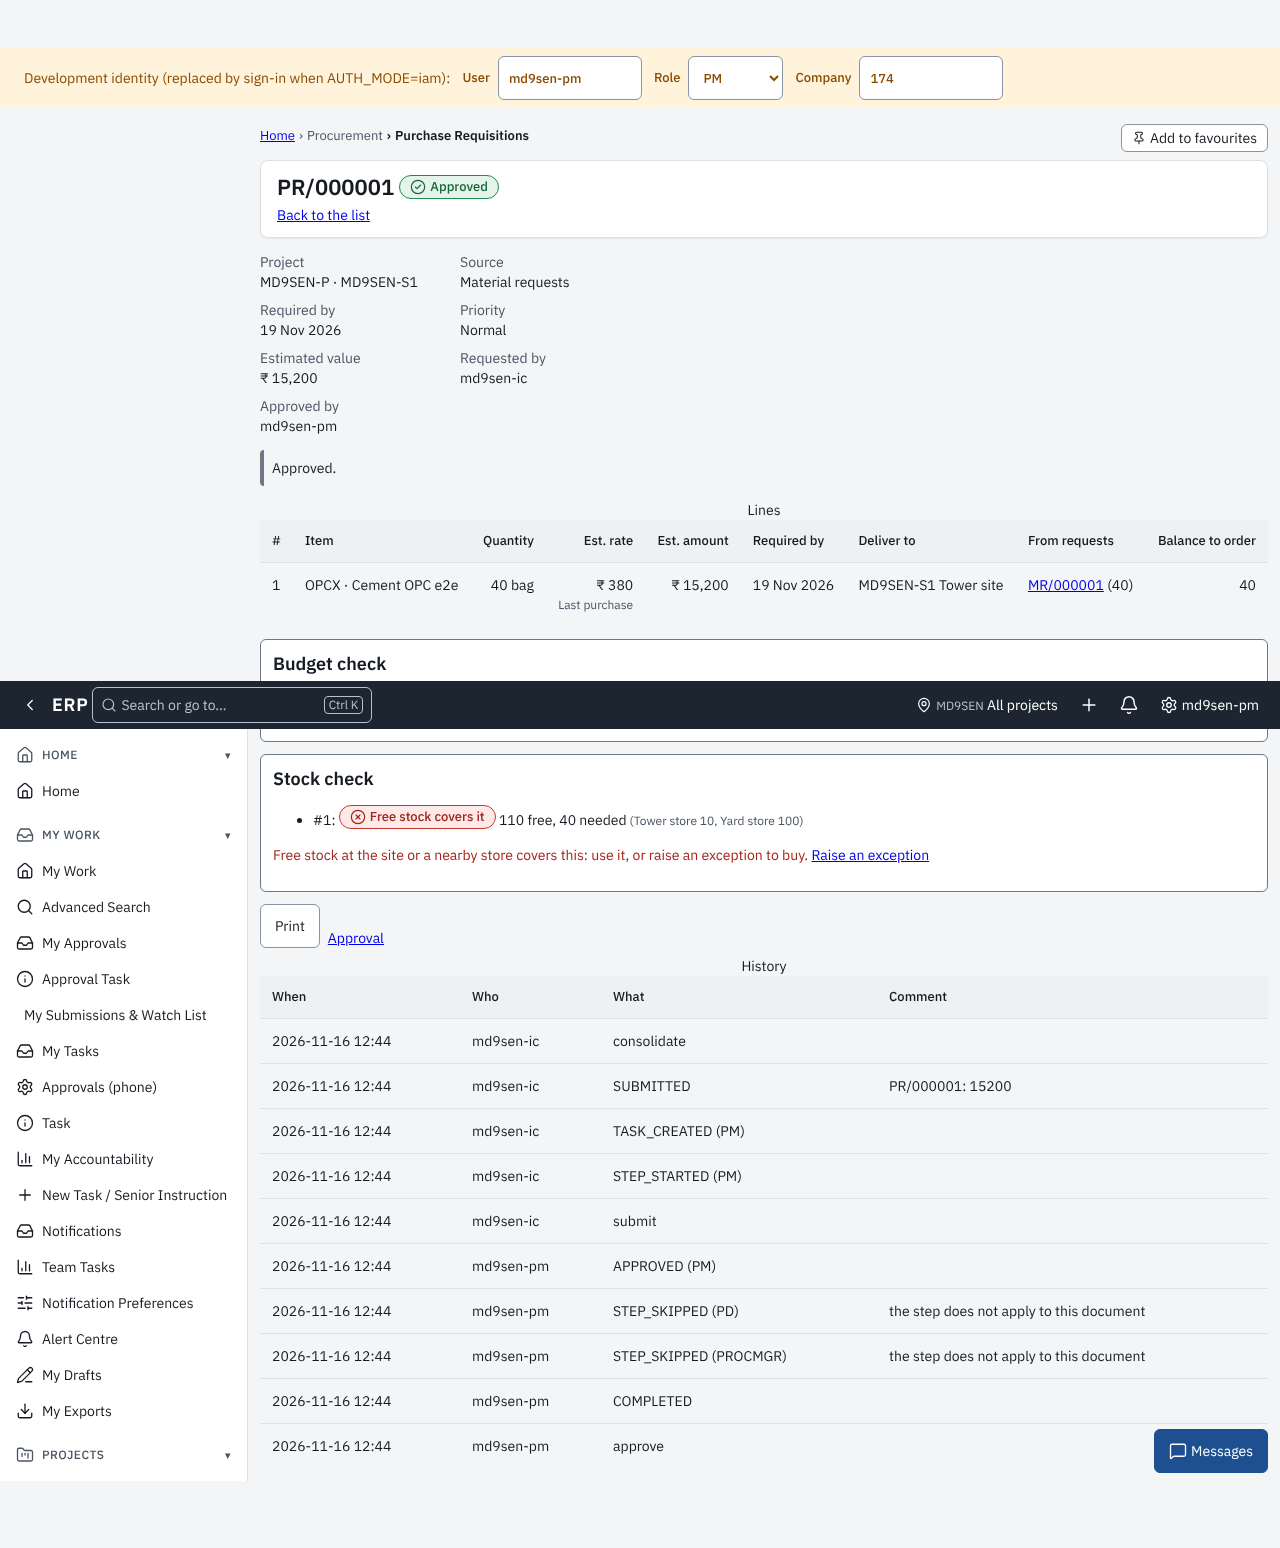 Development identity (replaced by sign-in when AUTH_MODE=iam): User md9sen-pm Role PM Company 174
Home › Procurement › Purchase Requisitions
Add to favourites
PR/000001 Approved
Back to the list
Project
MD9SEN-P · MD9SEN-S1
Source
Material requests
Required by
19 Nov 2026
Priority
Normal
Estimated value
₹ 15,200
Requested by
md9sen-ic
Approved by
md9sen-pm
Approved.
Lines
# Item Quantity Est. rate Est. amount Required by Deliver to From requests Balance to order
1 OPCX · Cement OPC e2e 40 bag ₹ 380 ₹ 15,200 19 Nov 2026 MD9SEN-S1 Tower site MR/000001 (40) 40
Last purchase
Budget check
ERP Search or go to... Ctrl K MD9SEN All projects md9sen-pm
HOME
Home
MY WORK
My Work
Advanced Search
My Approvals
Approval Task
My Submissions & Watch List
My Tasks
Approvals (phone)
Task
My Accountability
New Task / Senior Instruction
Notifications
Team Tasks
Notification Preferences
Alert Centre
My Drafts
My Exports
PROJECTS
Stock check
#1: Free stock covers it 110 free, 40 needed (Tower store 10, Yard store 100)
Free stock at the site or a nearby store covers this: use it, or raise an exception to buy. Raise an exception
Print Approval
History
When Who What Comment
2026-11-16 12:44 md9sen-ic consolidate
2026-11-16 12:44 md9sen-ic SUBMITTED PR/000001: 15200
2026-11-16 12:44 md9sen-ic TASK_CREATED (PM)
2026-11-16 12:44 md9sen-ic STEP_STARTED (PM)
2026-11-16 12:44 md9sen-ic submit
2026-11-16 12:44 md9sen-pm APPROVED (PM)
2026-11-16 12:44 md9sen-pm STEP_SKIPPED (PD) the step does not apply to this document
2026-11-16 12:44 md9sen-pm STEP_SKIPPED (PROCMGR) the step does not apply to this document
2026-11-16 12:44 md9sen-pm COMPLETED
2026-11-16 12:44 md9sen-pm approve
Messages